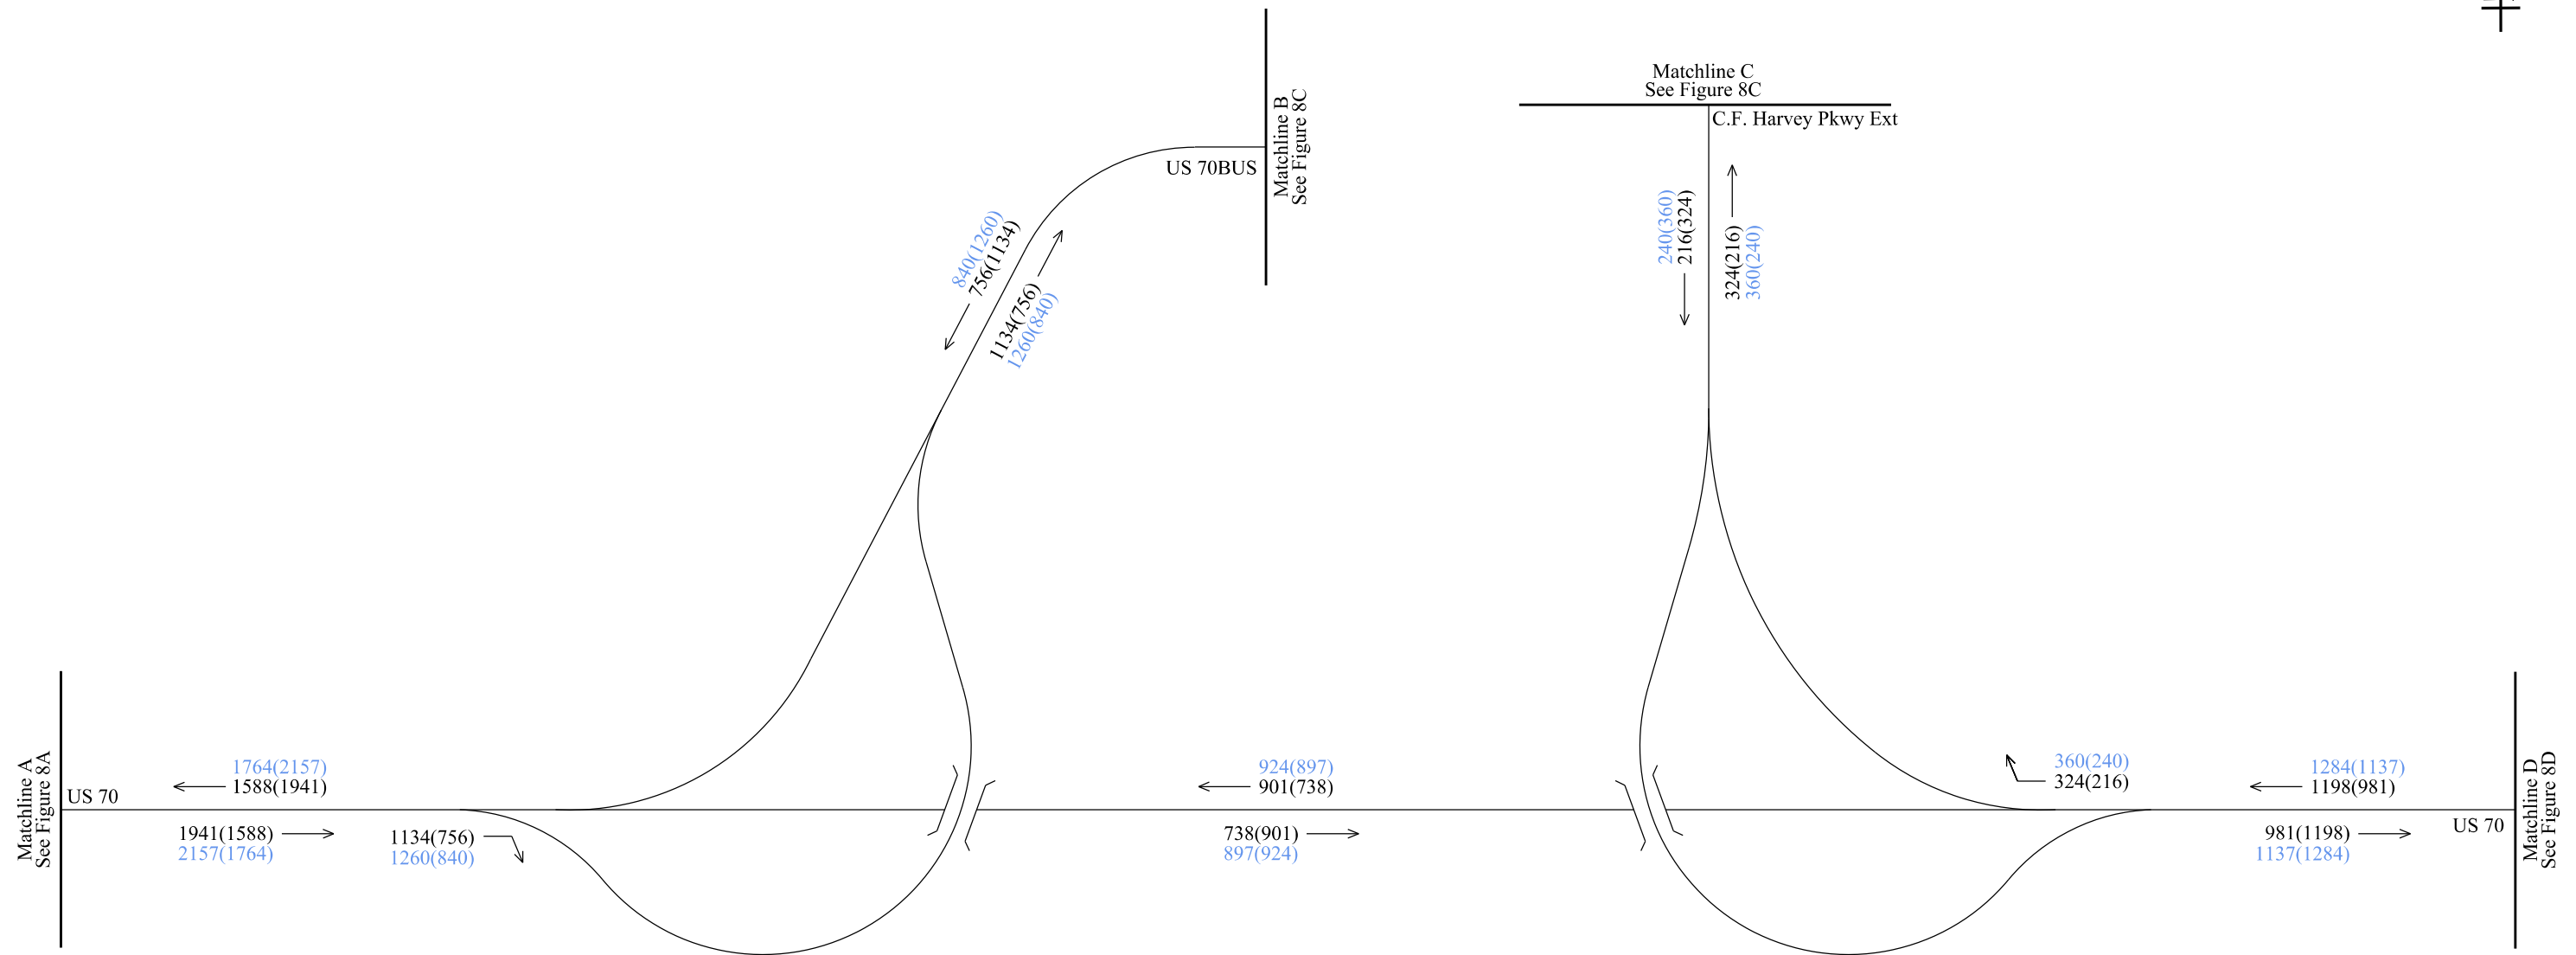 Matchline C
See Figure 8C
C.F. Harvey Pkwy Ext
Matchline B
See Figure 8C
US 70BUS
840(1260)
756(1134)
1134(756)
1260(840)
240(360)
216(324)
324(216)
360(240)
Matchline A
See Figure 8A
US 70
1764(2157)
1588(1941)
1941(1588)
2157(1764)
1134(756)
1260(840)
924(897)
901(738)
738(901)
897(924)
360(240)
324(216)
1284(1137)
1198(981)
981(1198)
1137(1284)
US 70
Matchline D
See Figure 8D